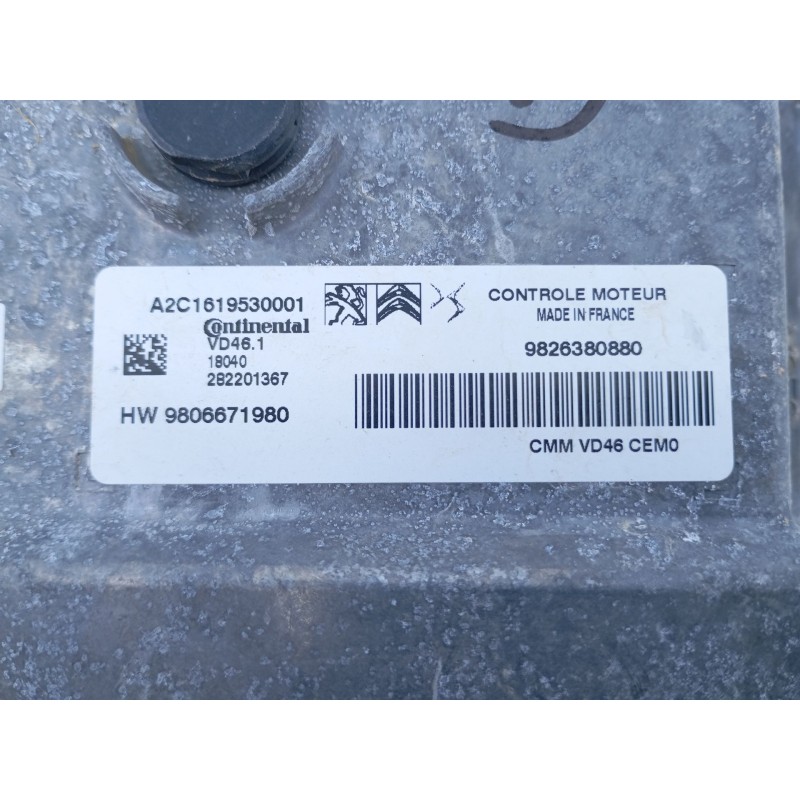 A2C1619530001
Continental
VD46.1
18040
282201367
HW 9806671980
CONTROLE MOTEUR
MADE IN FRANCE
9826380880
CMM VD46 CEM0